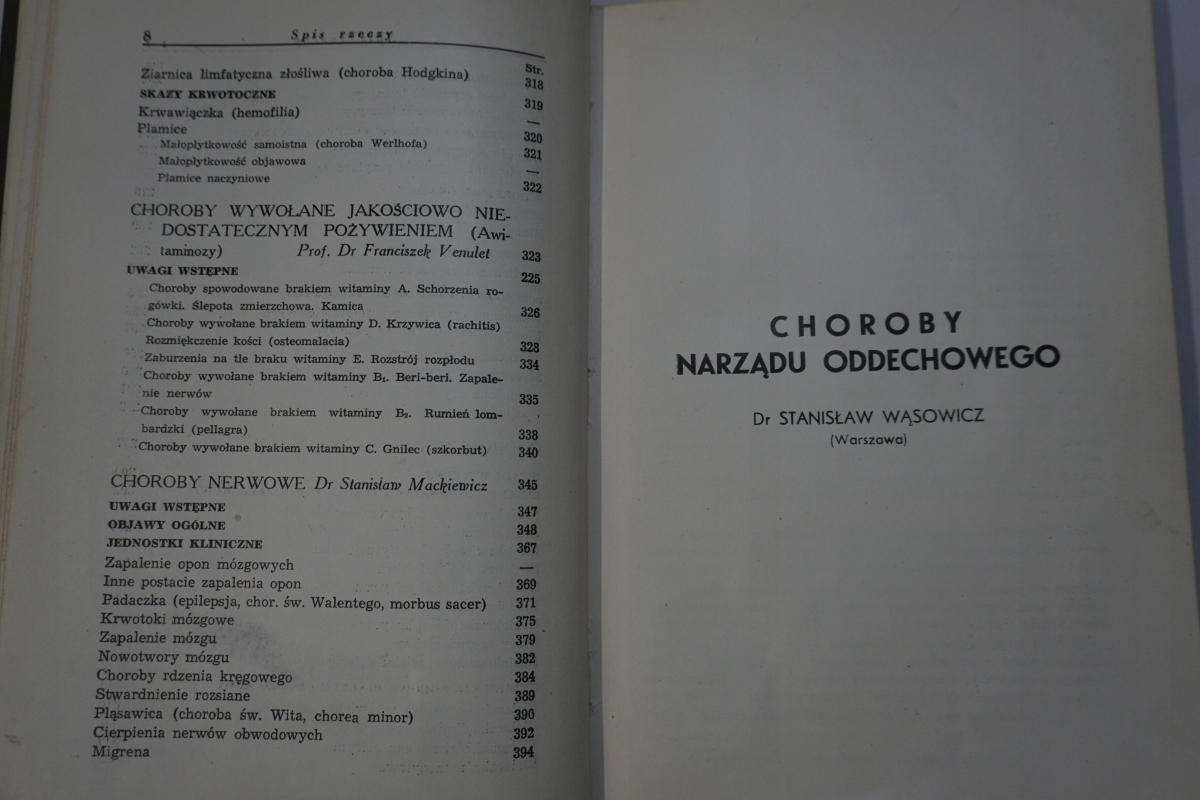 8 Spis rzeczy
Str.
Ziarnica limfatyczna złośliwa (choroba Hodgkina) 318
SKAZY KRWOTOCZNE 319
Krwawiączka (hemofilia) —
Plamice 320
Małopłytkowość samoistna (choroba Werlhofa) 321
Małopłytkowość objawowa —
Plamice naczyniowe 322
CHOROBY WYWOŁANE JAKOŚCIOWO NIE-
DOSTATECZNYM POŻYWIENIEM (Awi-
taminozy) Prof. Dr Franciszek Venulet 323
UWAGI WSTĘPNE 225
Choroby spowodowane brakiem witaminy A. Schorzenia ro-
gówki. Ślepota zmierzchowa. Kamica 326
Choroby wywołane brakiem witaminy D. Krzywica (rachitis)
Rozmiękczenie kości (osteomalacia) 328
Zaburzenia na tle braku witaminy E. Rozstrój rozpłodu 334
Choroby wywołane brakiem witaminy B₁. Beri-beri. Zapale-
nie nerwów 335
Choroby wywołane brakiem witaminy B₂. Rumień lom-
bardzki (pellagra) 338
Choroby wywołane brakiem witaminy C. Gnilec (szkorbut) 340
CHOROBY NERWOWE Dr Stanisław Mackiewicz 345
UWAGI WSTĘPNE 347
OBJAWY OGÓLNE 348
JEDNOSTKI KLINICZNE 367
Zapalenie opon mózgowych —
Inne postacie zapalenia opon 369
Padaczka (epilepsja, chor. św. Walentego, morbus sacer) 371
Krwotoki mózgowe 375
Zapalenie mózgu 379
Nowotwory mózgu 382
Choroby rdzenia kręgowego 384
Stwardnienie rozsiane 389
Pląsawica (choroba św. Wita, chorea minor) 390
Cierpienia nerwów obwodowych 392
Migrena 394
CHOROBY
NARZĄDU ODDECHOWEGO
Dr STANISŁAW WĄSOWICZ
(Warszawa)